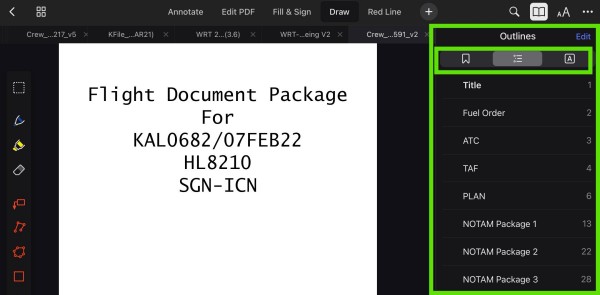 Annotate Edit PDF Fill & Sign Draw Red Line
AA
Crew_...217_v5 × KFile_...AR21) × WRT 2...(3.6) × WRT-...eing V2 × Crew_...591_v2 ×
Flight Document Package
For
KAL0682/07FEB22
HL8210
SGN-ICN
Outlines Edit
A
Title 1
Fuel Order 2
ATC 3
TAF 4
PLAN 6
NOTAM Package 1 13
NOTAM Package 2 22
NOTAM Package 3 28